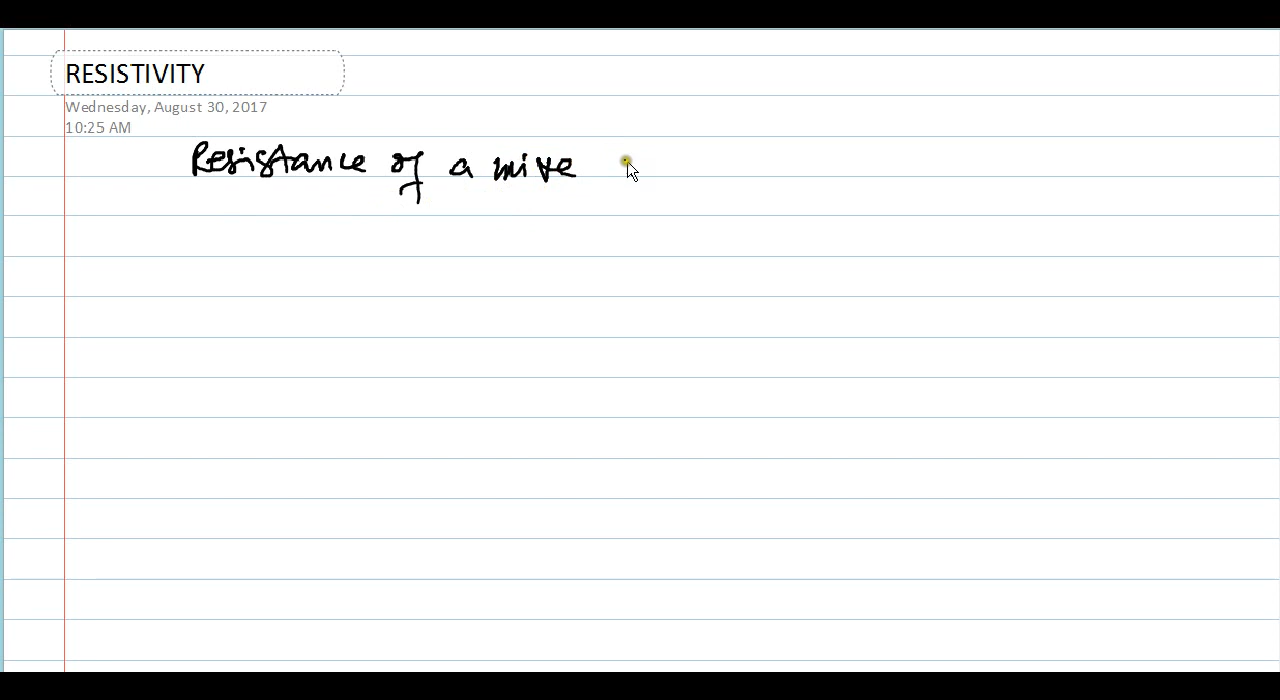 RESISTIVITY
Wednesday, August 30, 2017
10:25 AM
Resistance of a wire